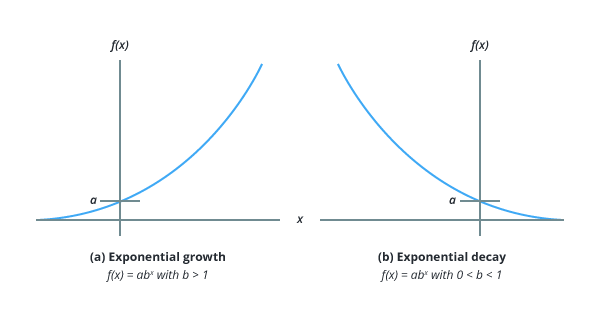 f(x)
a
x
(a) Exponential growth
f(x) = abˣ with b > 1
f(x)
a
(b) Exponential decay
f(x) = abˣ with 0 < b < 1